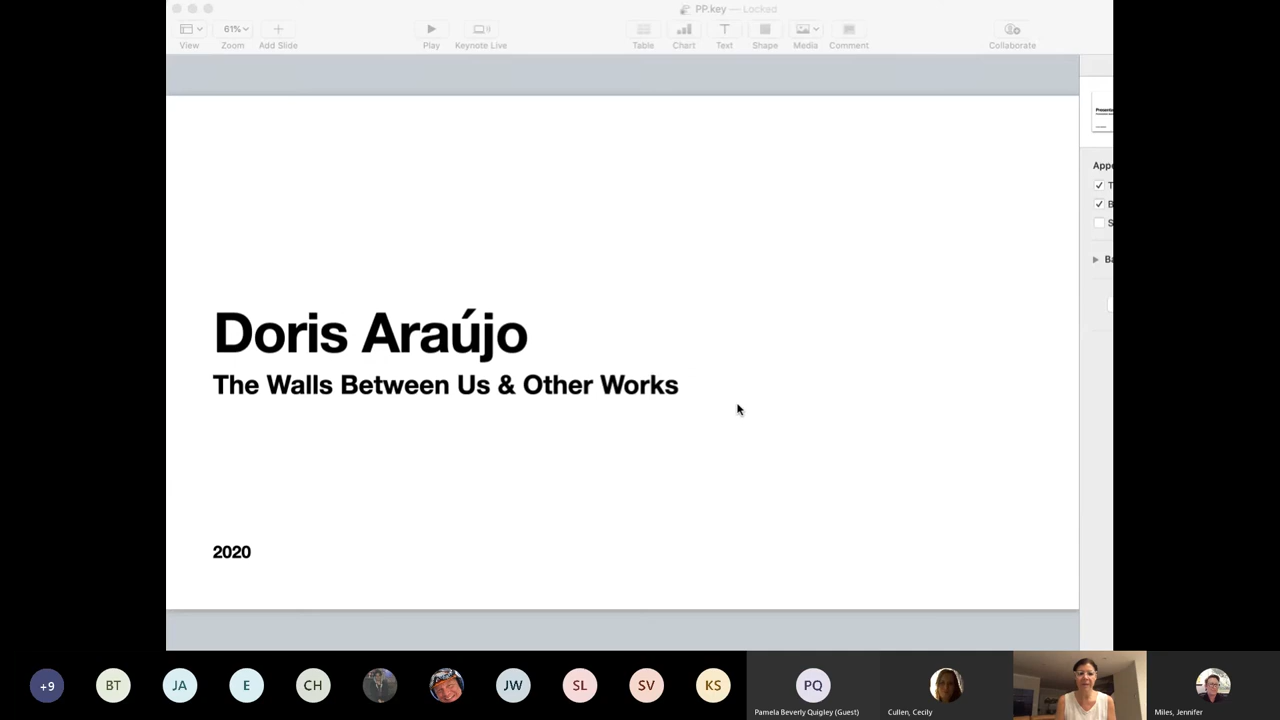 PP.key — Locked
61%
View
Zoom
Add Slide
Play
Keynote Live
Table
Chart
Text
Shape
Media
Comment
Collaborate
Appe
T
B
S
Ba
Doris Araújo
The Walls Between Us & Other Works
2020
+9
BT
JA
E
CH
JW
SL
SV
KS
PQ
Pamela Beverly Quigley (Guest)
Cullen, Cecily
Miles, Jennifer